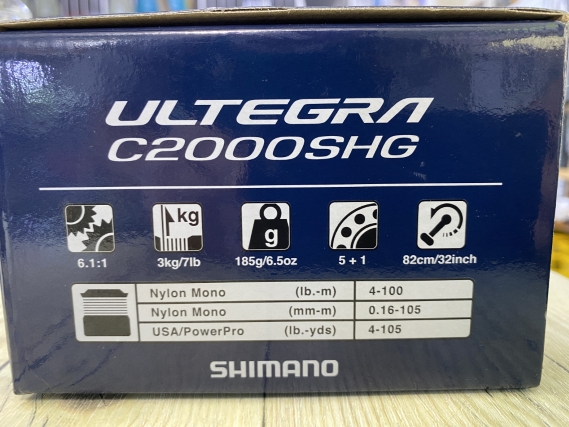 ULTEGRA
C2000SHG
kg
g
6.1:1 3kg/7lb 185g/6.5oz 5 + 1 82cm/32inch
Nylon Mono (lb.-m) 4-100
Nylon Mono (mm-m) 0.16-105
USA/PowerPro (lb.-yds) 4-105
SHIMANO